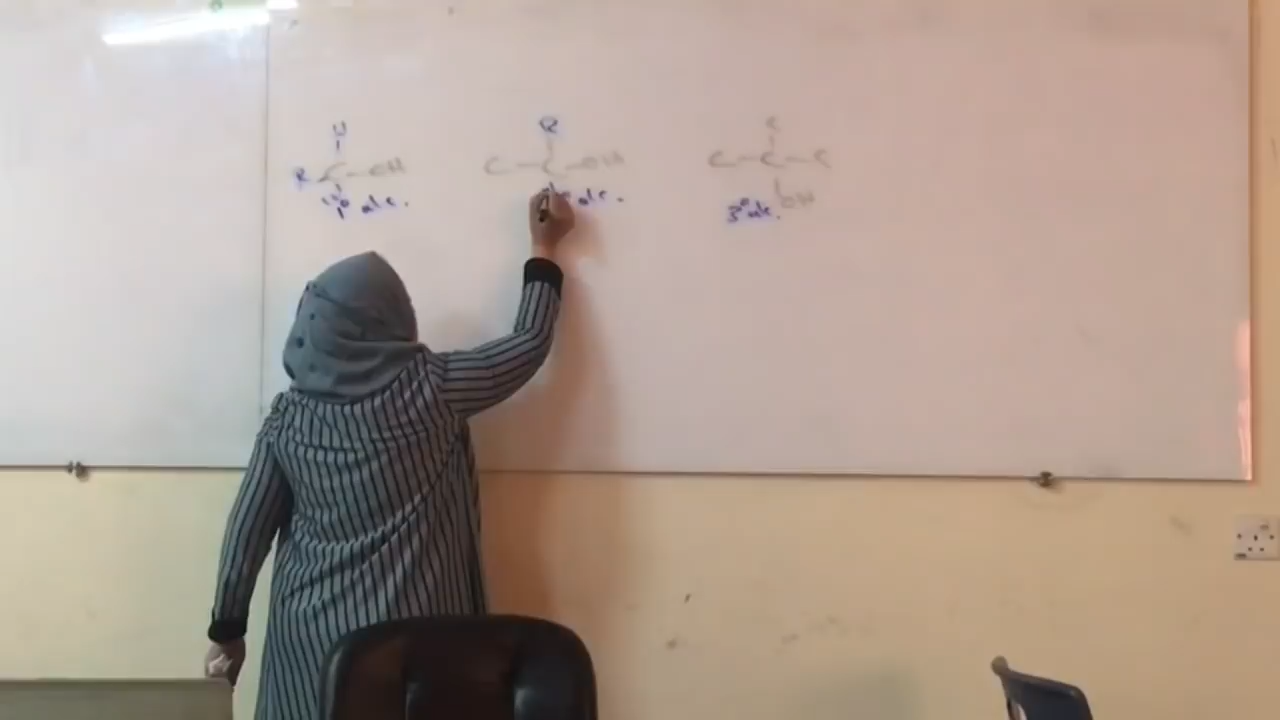 H
R C - OH
1° alc.
R
C - C - OH
alc.
C
C - C - C
OH
3° alc.